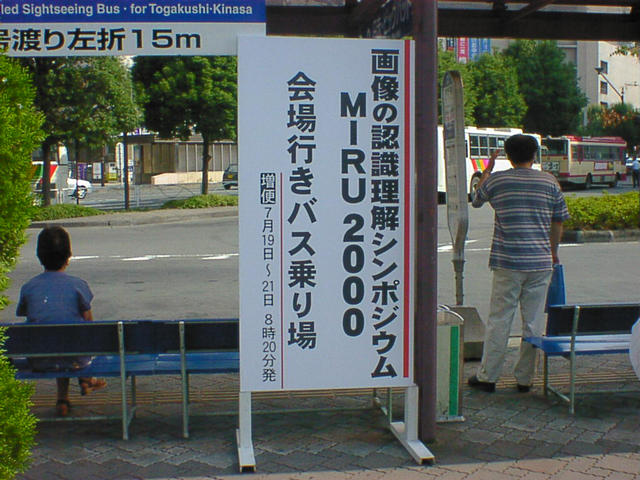 led Sightseeing Bus · for Togakushi·Kinasa
号渡り左折15m
画像の認識理解シンポジウム
MIRU 2000
会場行きバス乗り場
増便 7月19日～21日 8時20分発